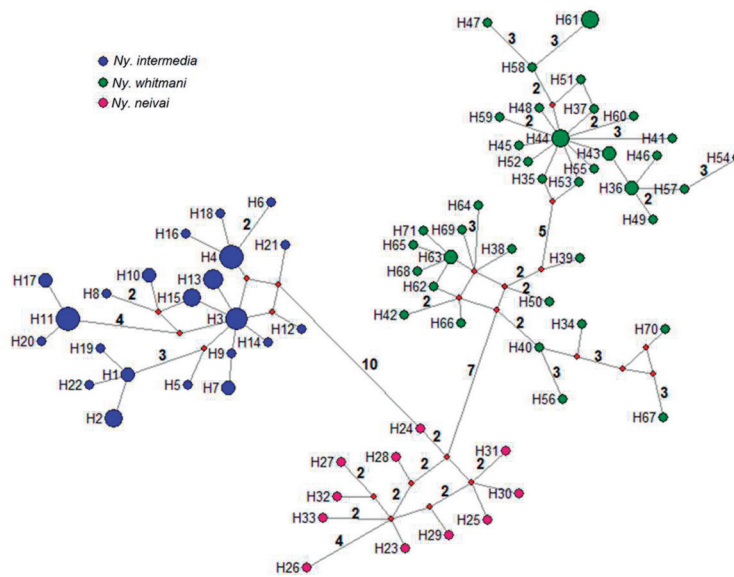 Ny. intermedia
Ny. whitmani
Ny. neivai
H47
H61
3
3
H58
H51
2
H48
H37
H59
2
2
H60
H44
3
H41
H45
H43
H46
H54
H52
H55
3
H35
H53
H36
H57
2
H49
H64
5
H71
H69
3
H65
H38
H63
H39
H68
2
2
H62
H50
H42
2
H66
2
H34
H70
H40
3
3
3
H56
H67
H6
H18
2
H16
H21
H4
H17
H10
H13
H8
2
H15
H11
4
H3
H12
H20
H14
H19
3
H9
H1
H22
H5
H7
H2
10
7
H24
2
H28
H31
H27
2
2
2
H32
2
2
H30
H33
2
H25
H29
4
H23
H26